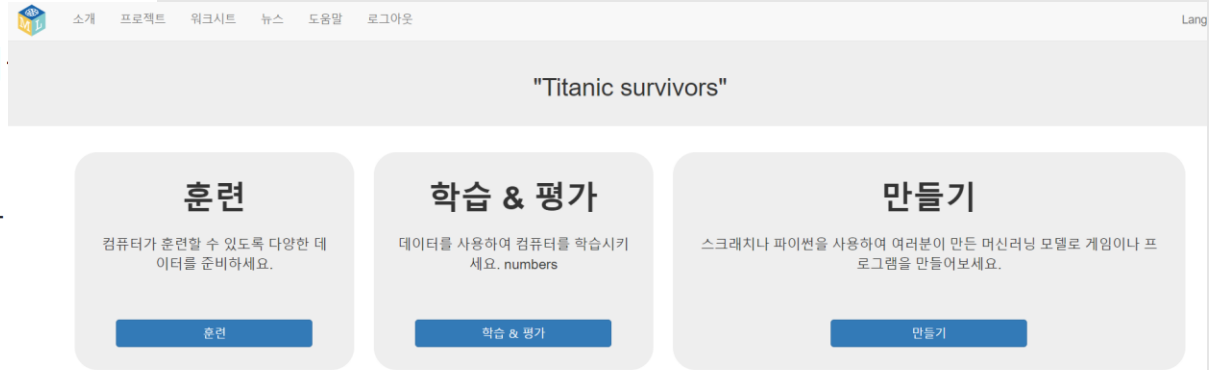 소개 프로젝트 워크시트 뉴스 도움말 로그아웃 Lang
"Titanic survivors"
훈련
컴퓨터가 훈련할 수 있도록 다양한 데
이터를 준비하세요.
훈련
학습 & 평가
데이터를 사용하여 컴퓨터를 학습시키
세요. numbers
학습 & 평가
만들기
스크래치나 파이썬을 사용하여 여러분이 만든 머신러닝 모델로 게임이나 프
로그램을 만들어보세요.
만들기